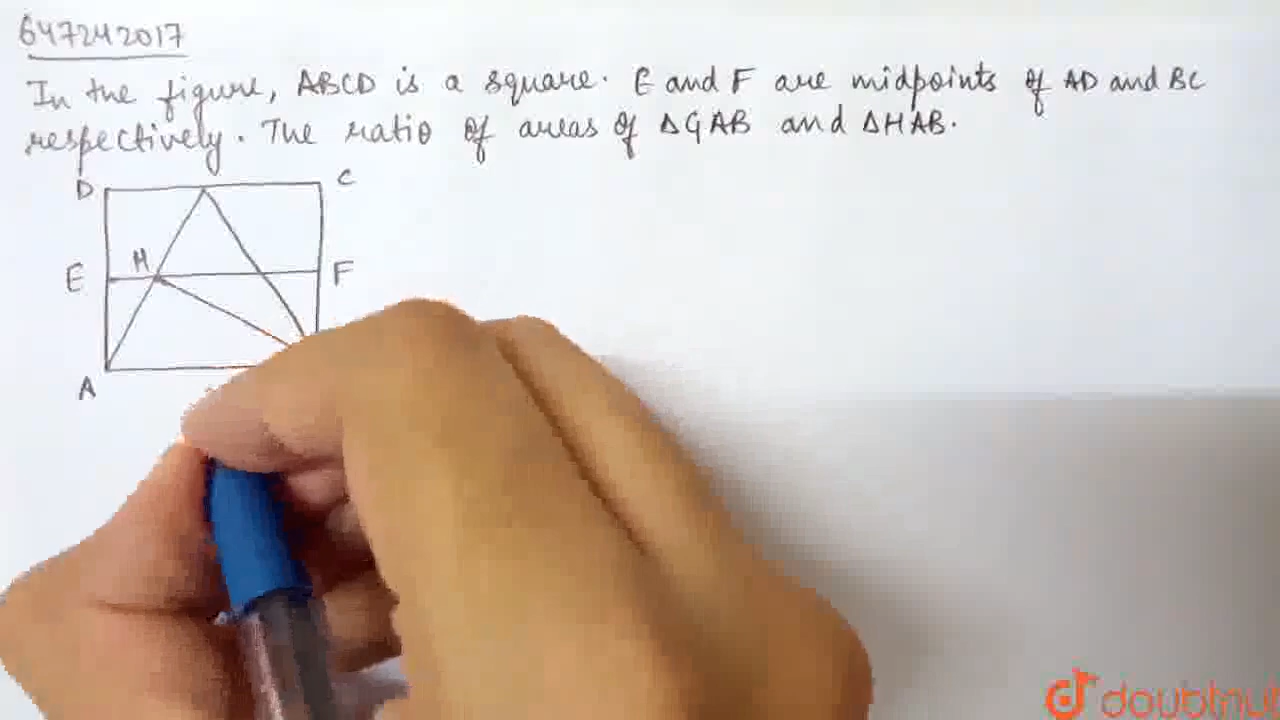 647242017
In the figure, ABCD is a square. E and F are midpoints of AD and BC
respectively. The ratio of areas of ΔGAB and ΔHAB.
D C
E H F
A
doubtnut